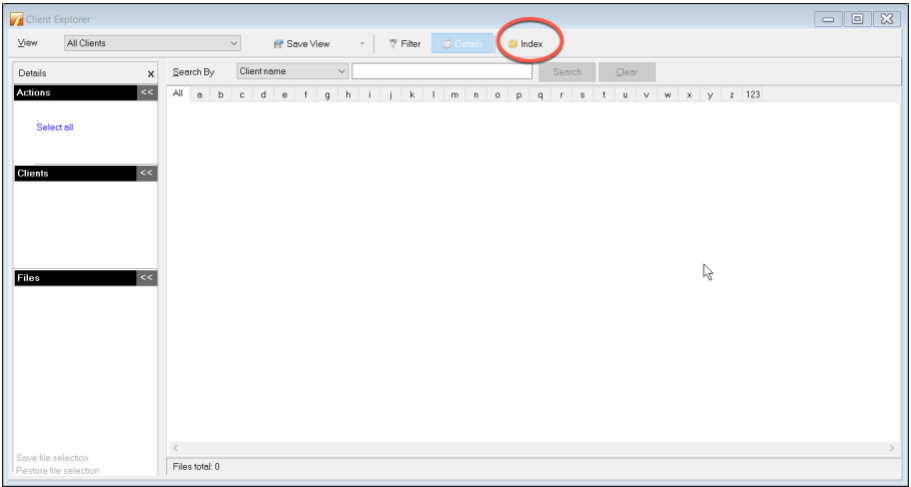 Client Explorer
View All Clients Save View Filter Details Index
Details x Search By Client name Search Clear
Actions <<
All a b c d e f g h i j k l m n o p q r s t u v w x y z 123
Select all
Clients <<
Files <<
Save file selection
Restore file selection
Files total: 0